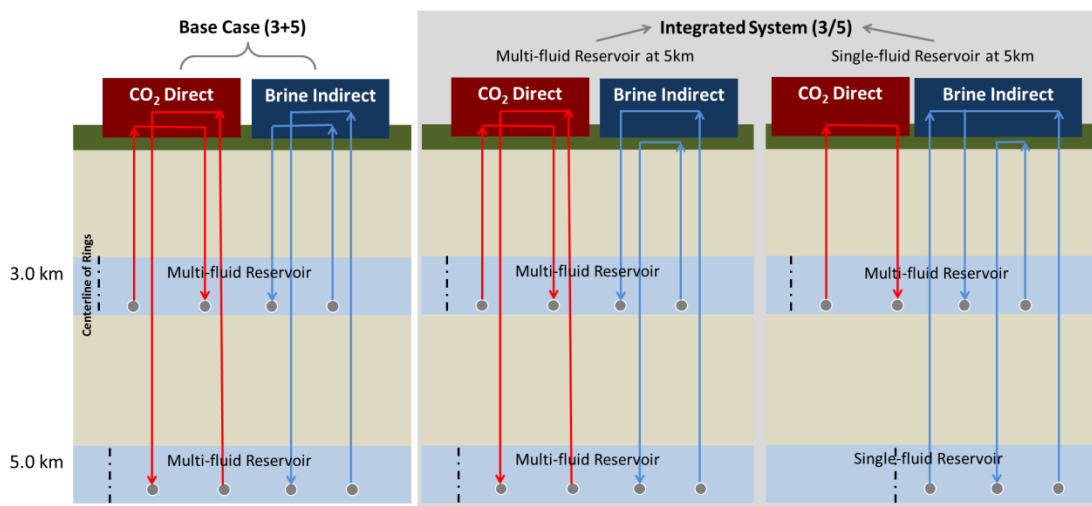 Base Case (3+5)
Integrated System (3/5)
Multi-fluid Reservoir at 5km
Single-fluid Reservoir at 5km
CO₂ Direct
Brine Indirect
CO₂ Direct
Brine Indirect
CO₂ Direct
Brine Indirect
3.0 km
Centerline of Rings
Multi-fluid Reservoir
Multi-fluid Reservoir
Multi-fluid Reservoir
5.0 km
Multi-fluid Reservoir
Multi-fluid Reservoir
Single-fluid Reservoir